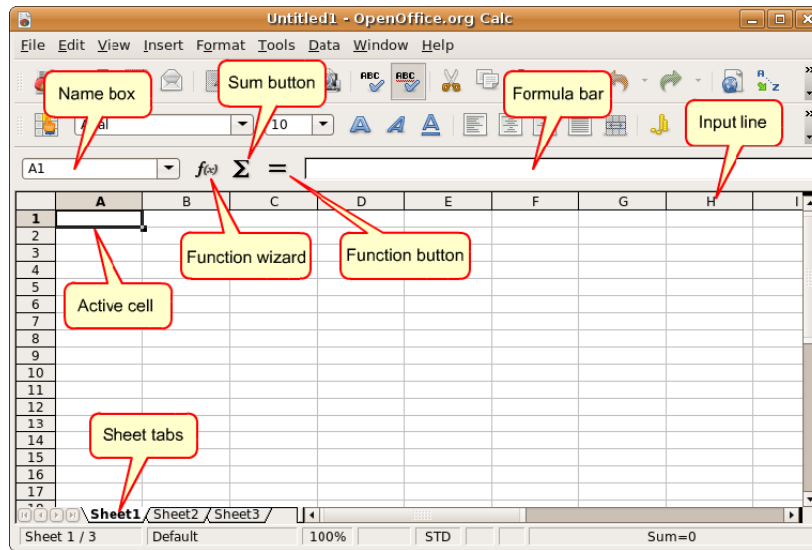 Untitled1 - OpenOffice.org Calc
File Edit View Insert Format Tools Data Window Help
Name box
Sum button
Formula bar
Input line
ABC
ABC
A
Z
10
A1
f(x) Σ =
A B C D E F G H I
Function wizard
Function button
Active cell
Sheet tabs
1
2
3
4
5
6
7
8
9
10
11
12
13
14
15
16
17
Sheet1 Sheet2 Sheet3
Sheet 1 / 3 Default 100% STD Sum=0